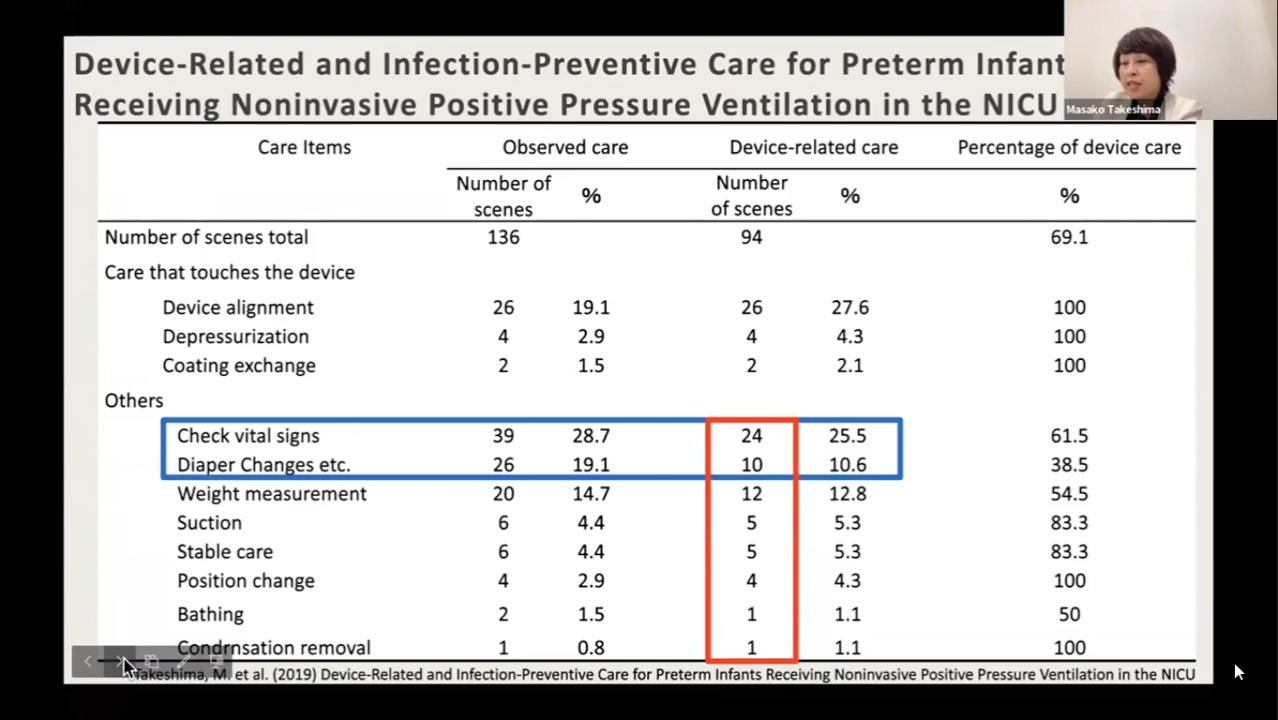 Device-Related and Infection-Preventive Care for Preterm Infant
Receiving Noninvasive Positive Pressure Ventilation in the NICU
Masako Takeshima
Care Items Observed care Device-related care Percentage of device care
Number of scenes % Number of scenes % %
Number of scenes total 136 94 69.1
Care that touches the device
Device alignment 26 19.1 26 27.6 100
Depressurization 4 2.9 4 4.3 100
Coating exchange 2 1.5 2 2.1 100
Others
Check vital signs 39 28.7 24 25.5 61.5
Diaper Changes etc. 26 19.1 10 10.6 38.5
Weight measurement 20 14.7 12 12.8 54.5
Suction 6 4.4 5 5.3 83.3
Stable care 6 4.4 5 5.3 83.3
Position change 4 2.9 4 4.3 100
Bathing 2 1.5 1 1.1 50
Condrnsation removal 1 0.8 1 1.1 100
Takeshima, M. et al. (2019) Device-Related and Infection-Preventive Care for Preterm Infants Receiving Noninvasive Positive Pressure Ventilation in the NICU